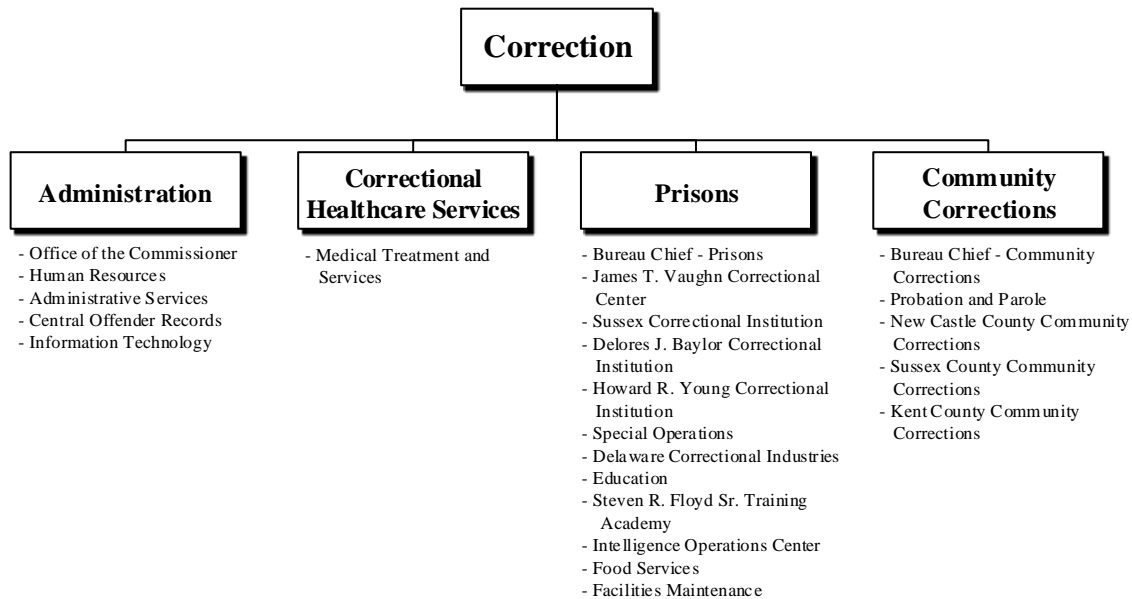 Correction
Administration
- Office of the Commissioner
- Human Resources
- Administrative Services
- Central Offender Records
- Information Technology
Correctional
Healthcare Services
- Medical Treatment and
Services
Prisons
- Bureau Chief - Prisons
- James T. Vaughn Correctional
Center
- Sussex Correctional Institution
- Delores J. Baylor Correctional
Institution
- Howard R. Young Correctional
Institution
- Special Operations
- Delaware Correctional Industries
- Education
- Steven R. Floyd Sr. Training
Academy
- Intelligence Operations Center
- Food Services
- Facilities Maintenance
Community
Corrections
- Bureau Chief - Community
Corrections
- Probation and Parole
- New Castle County Community
Corrections
- Sussex County Community
Corrections
- Kent County Community
Corrections